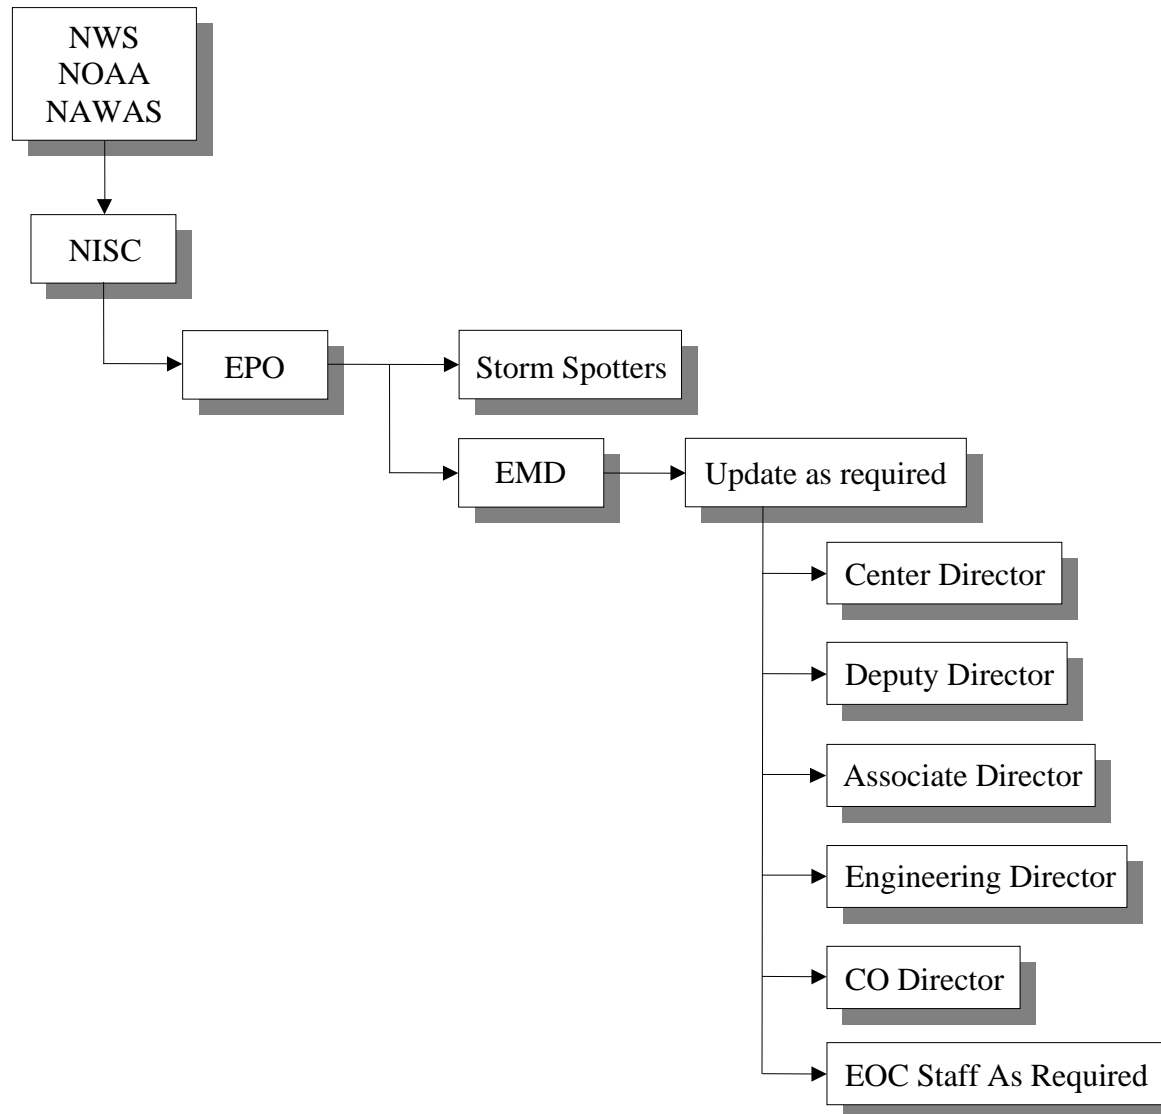 NWS
NOAA
NAWAS
NISC
EPO
Storm Spotters
EMD
Update as required
Center Director
Deputy Director
Associate Director
Engineering Director
CO Director
EOC Staff As Required